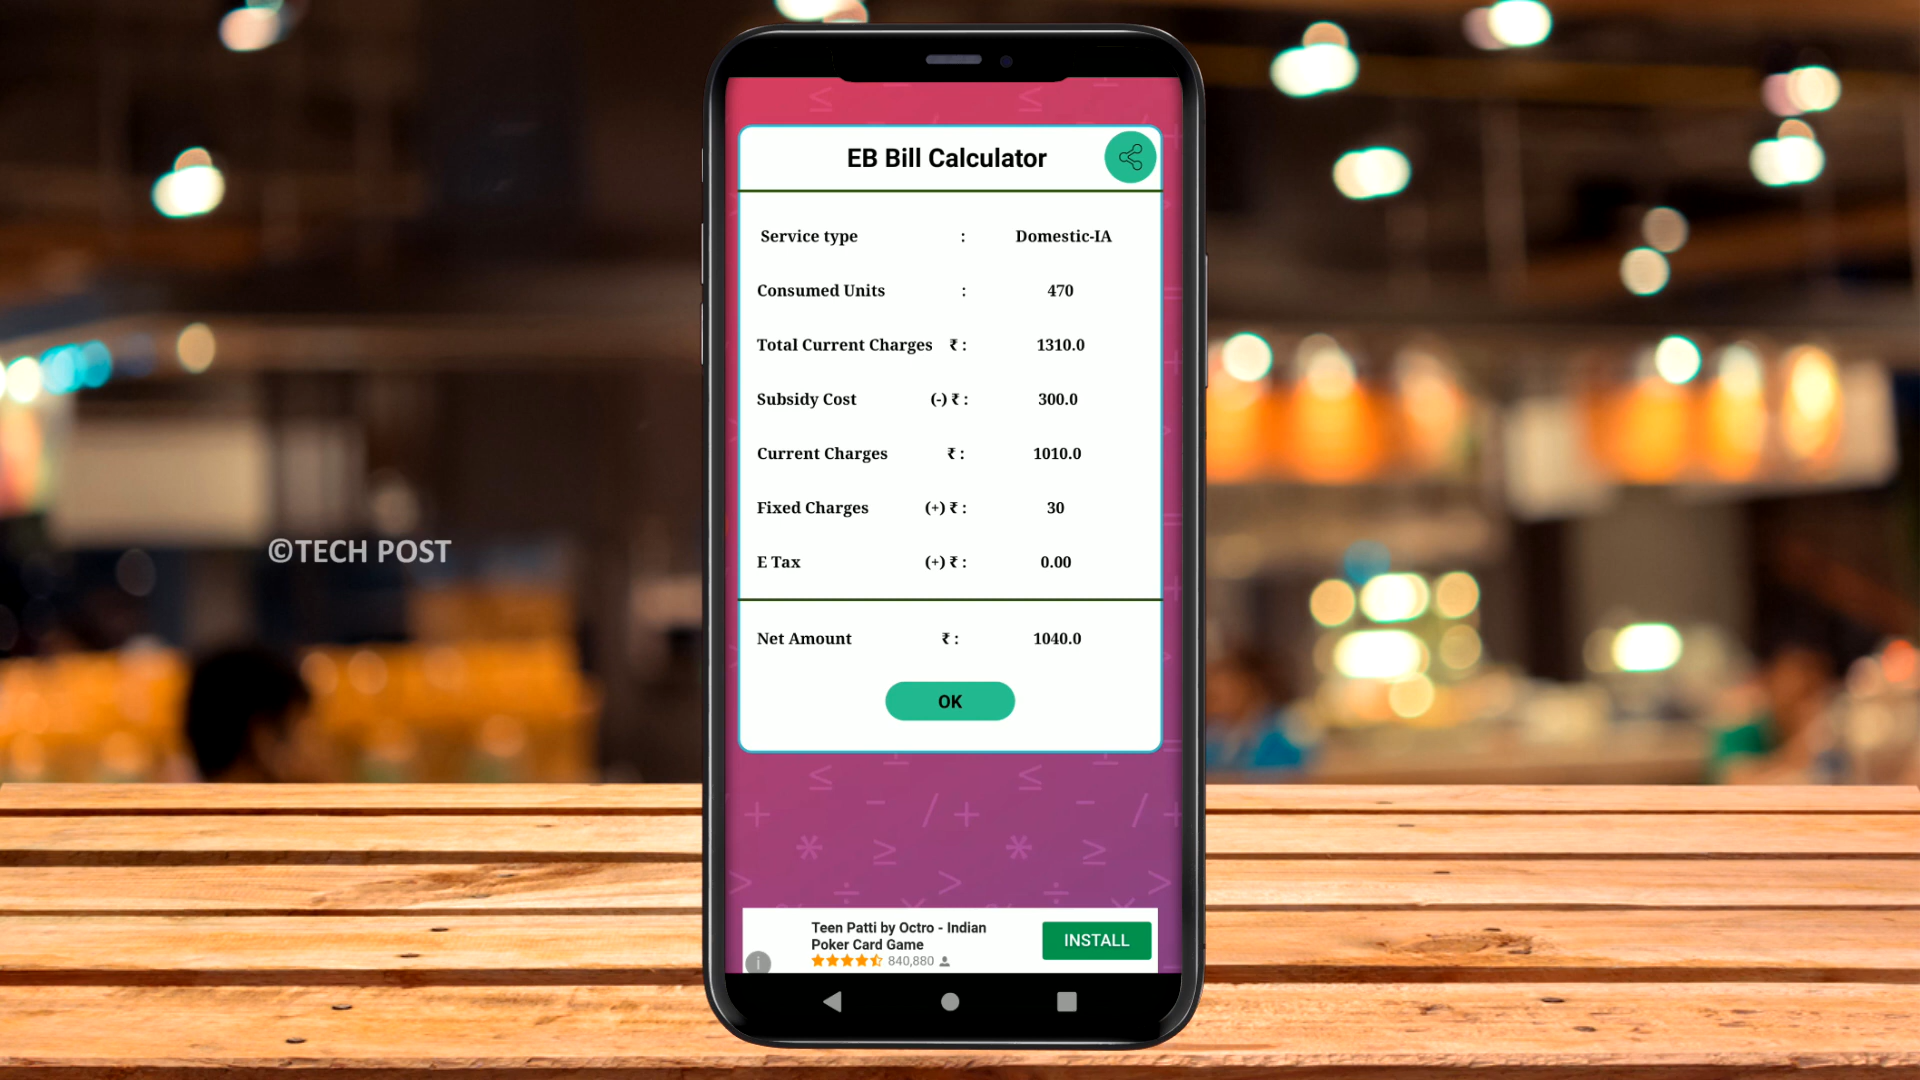 EB Bill Calculator
Service type : Domestic-IA
Consumed Units : 470
Total Current Charges ₹ : 1310.0
Subsidy Cost (-) ₹ : 300.0
Current Charges ₹ : 1010.0
Fixed Charges (+) ₹ : 30
E Tax (+) ₹ : 0.00
Net Amount ₹ : 1040.0
OK
©TECH POST
Teen Patti by Octro - Indian
Poker Card Game
840,880
INSTALL